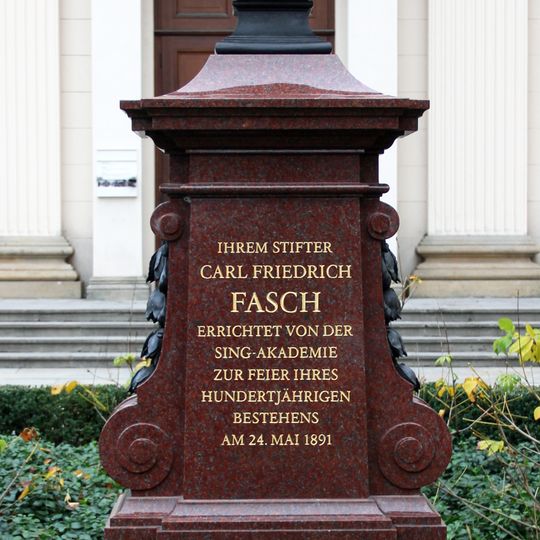 IHREM STIFTER
CARL FRIEDRICH
FASCH
ERRICHTET VON DER
SING-AKADEMIE
ZUR FEIER IHRES
HUNDERTJÄHRIGEN
BESTEHENS
AM 24. MAI 1891